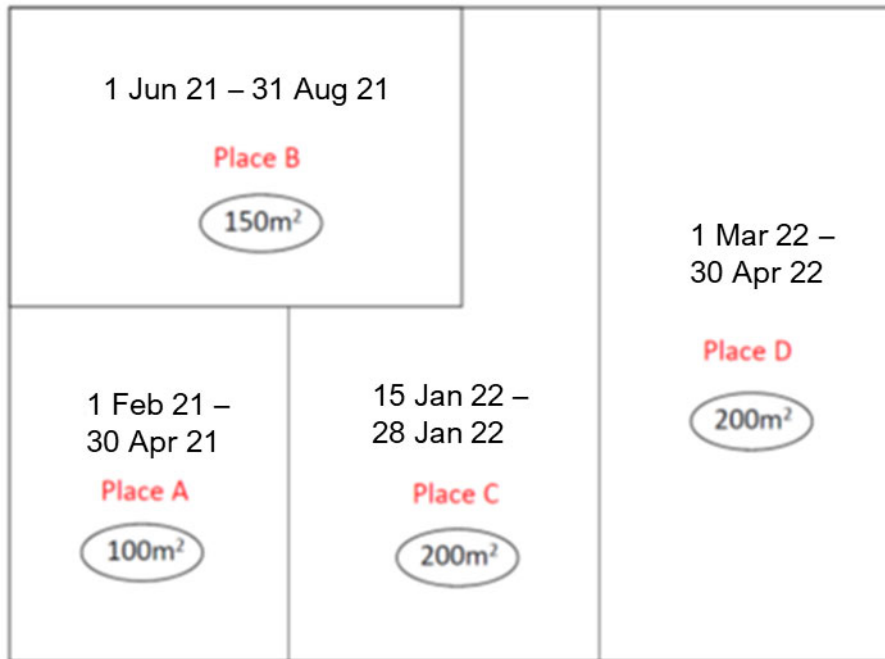 1 Jun 21 – 31 Aug 21
Place B
150m²
1 Feb 21 –
30 Apr 21
Place A
100m²
15 Jan 22 –
28 Jan 22
Place C
200m²
1 Mar 22 –
30 Apr 22
Place D
200m²